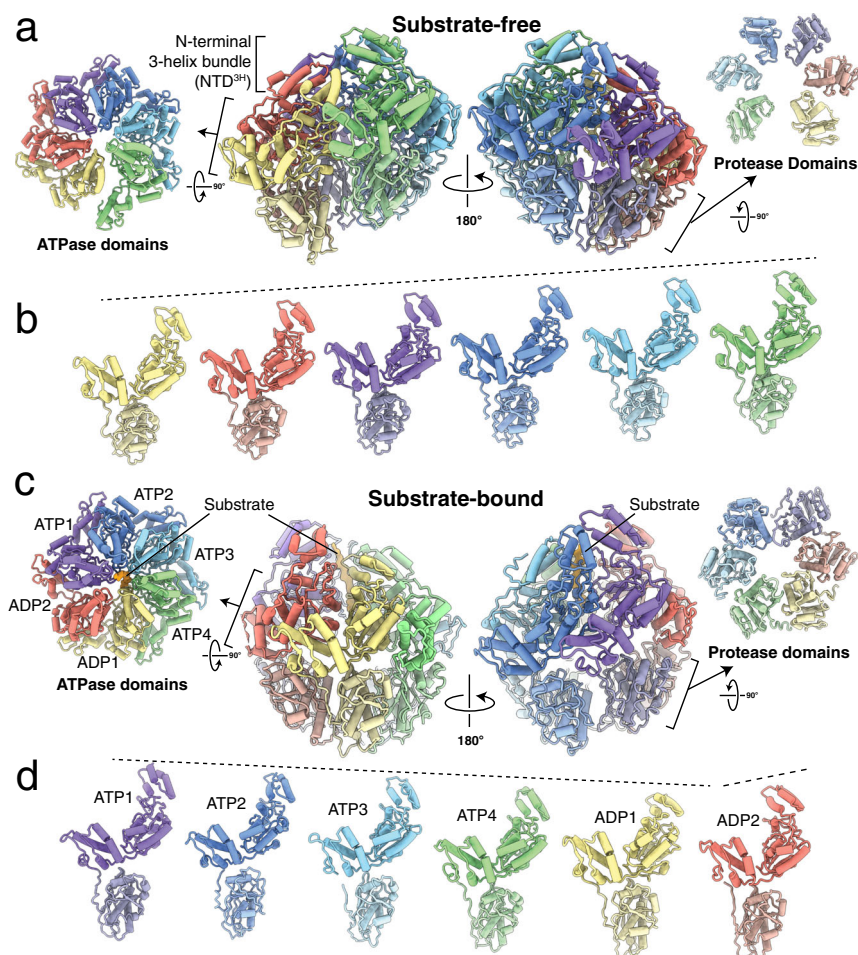 a
Substrate-free
N-terminal
3-helix bundle
(NTD³ᴴ)
90°
ATPase domains
180°
Protease Domains
90°
b
c
Substrate-bound
ATP1
ATP2
Substrate
ATP3
ADP2
ATP4
ADP1
90°
ATPase domains
180°
Substrate
Protease domains
90°
d
ATP1
ATP2
ATP3
ATP4
ADP1
ADP2